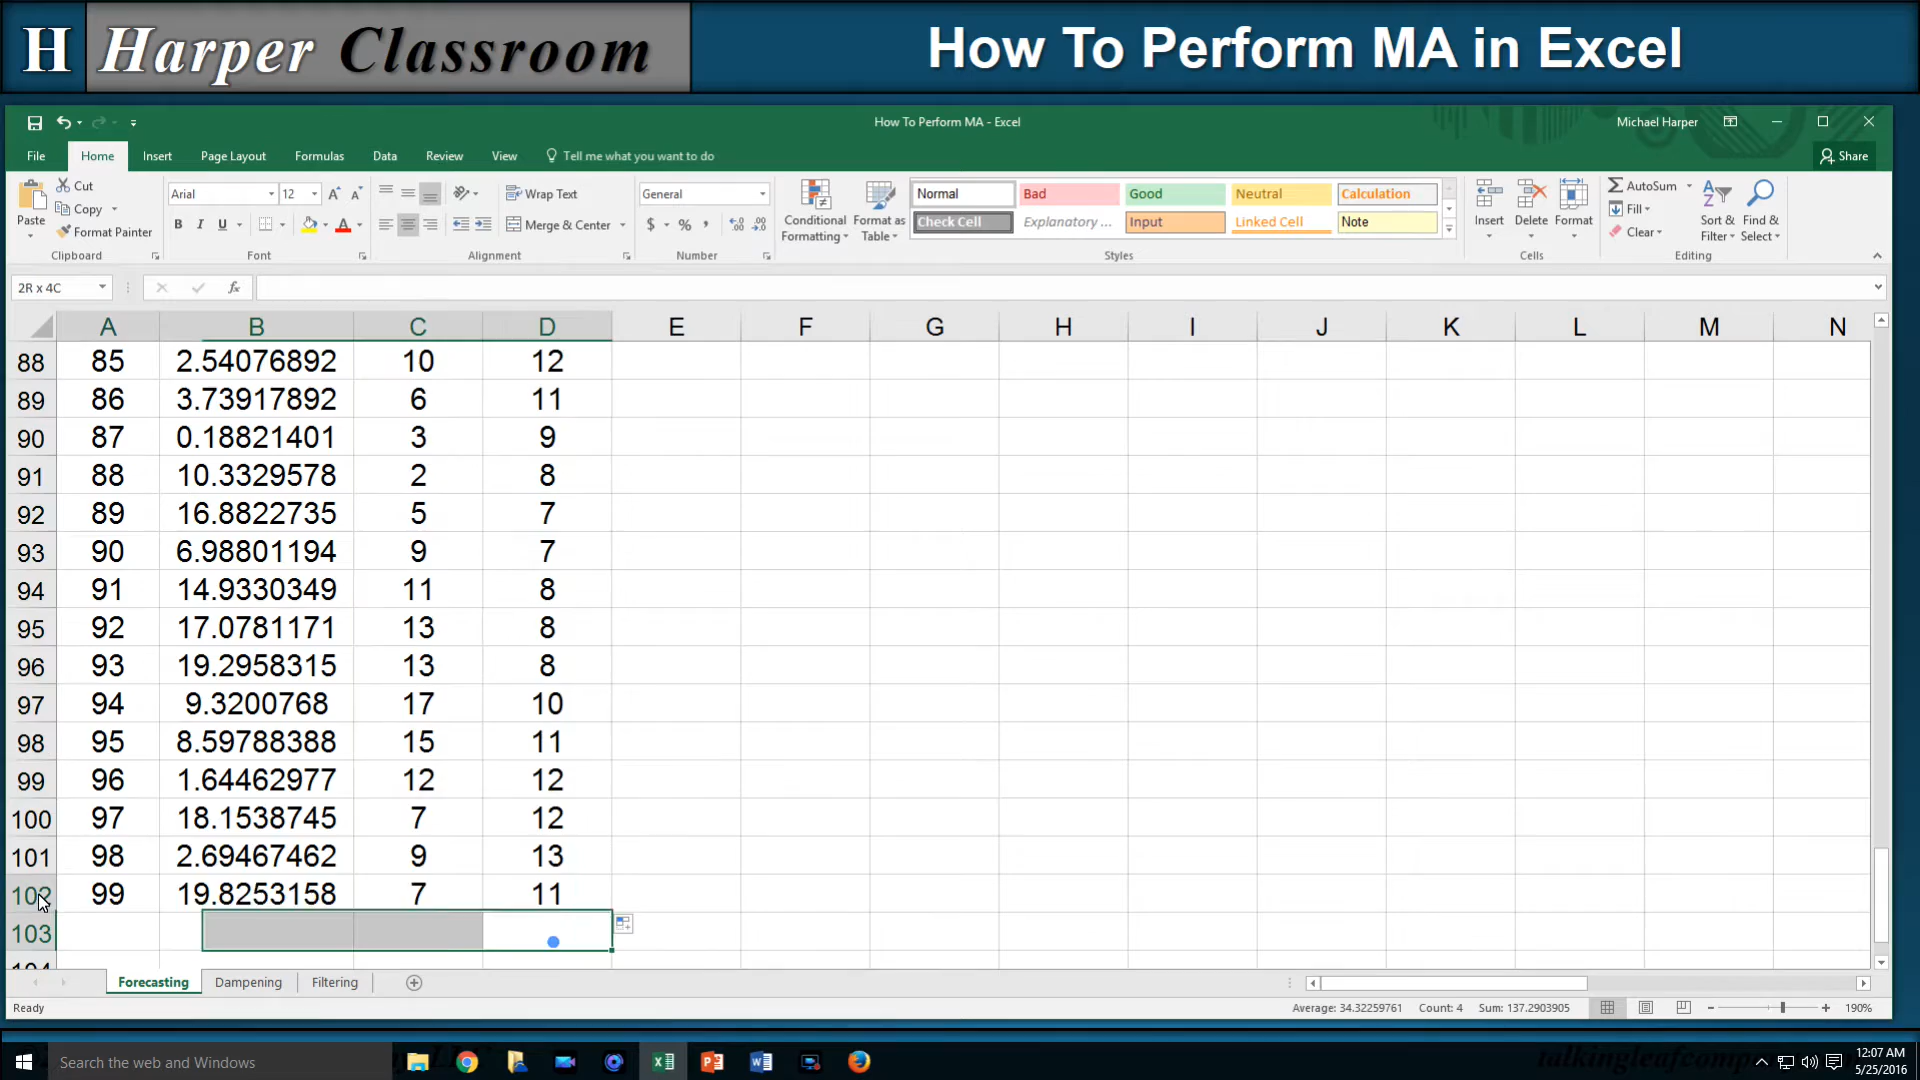 H Harper Classroom
How To Perform MA in Excel
How To Perform MA - Excel
Michael Harper
File Home Insert Page Layout Formulas Data Review View Tell me what you want to do
Share
Paste
Cut
Copy
Format Painter
Clipboard
Arial 12
B I U
Font
Wrap Text
Merge & Center
Alignment
General
$ % ,
Number
Conditional Formatting
Format as Table
Normal Bad Good Neutral Calculation
Check Cell Explanatory ... Input Linked Cell Note
Styles
Insert Delete Format
Cells
AutoSum
Fill
Clear
Sort & Filter
Find & Select
Editing
2R x 4C fx
A B C D E F G H I J K L M N
88 85 2.54076892 10 12
89 86 3.73917892 6 11
90 87 0.18821401 3 9
91 88 10.3329578 2 8
92 89 16.8822735 5 7
93 90 6.98801194 9 7
94 91 14.9330349 11 8
95 92 17.0781171 13 8
96 93 19.2958315 13 8
97 94 9.3200768 17 10
98 95 8.59788388 15 11
99 96 1.64462977 12 12
100 97 18.1538745 7 12
101 98 2.69467462 9 13
102 99 19.8253158 7 11
103
104
Forecasting Dampening Filtering
Ready
Average: 34.32259761 Count: 4 Sum: 137.2903905
190%
Search the web and Windows
12:07 AM
5/25/2016